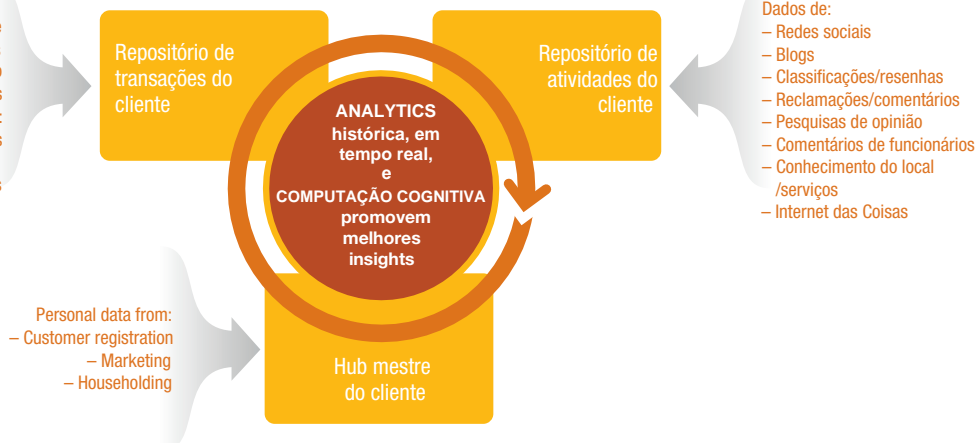 Repositório de
transações do
cliente
Repositório de
atividades do
cliente
ANALYTICS
histórica, em
tempo real,
e
COMPUTAÇÃO COGNITIVA
promovem
melhores
insights
Dados de:
– Redes sociais
– Blogs
– Classificações/resenhas
– Reclamações/comentários
– Pesquisas de opinião
– Comentários de funcionários
– Conhecimento do local
/serviços
– Internet das Coisas
Personal data from:
– Customer registration
– Marketing
– Householding
Hub mestre
do cliente